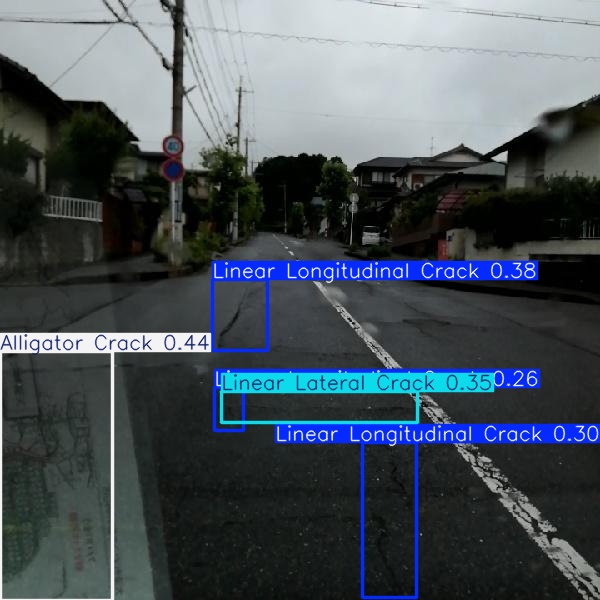 40
Linear Longitudinal Crack 0.38
Alligator Crack 0.44
0.26
Linear Lateral Crack 0.35
Linear Longitudinal Crack 0.30